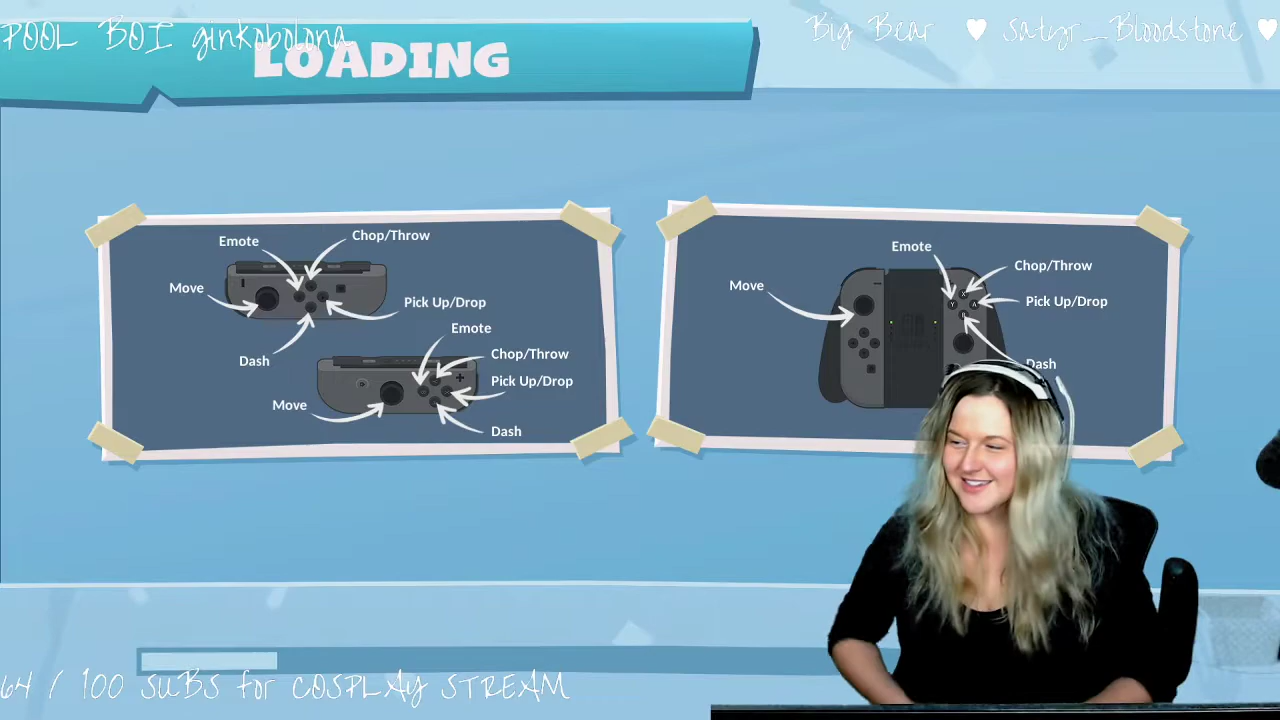 POOL BOI ginkobolona
Big Bear ♥ satyr_Bloodstone ♥
LOADING
Emote
Chop/Throw
Move
Pick Up/Drop
Dash
Emote
Chop/Throw
Pick Up/Drop
Move
Dash
Emote
Chop/Throw
Move
Pick Up/Drop
Dash
64 / 100 SUBS for COSPLAY STREAM